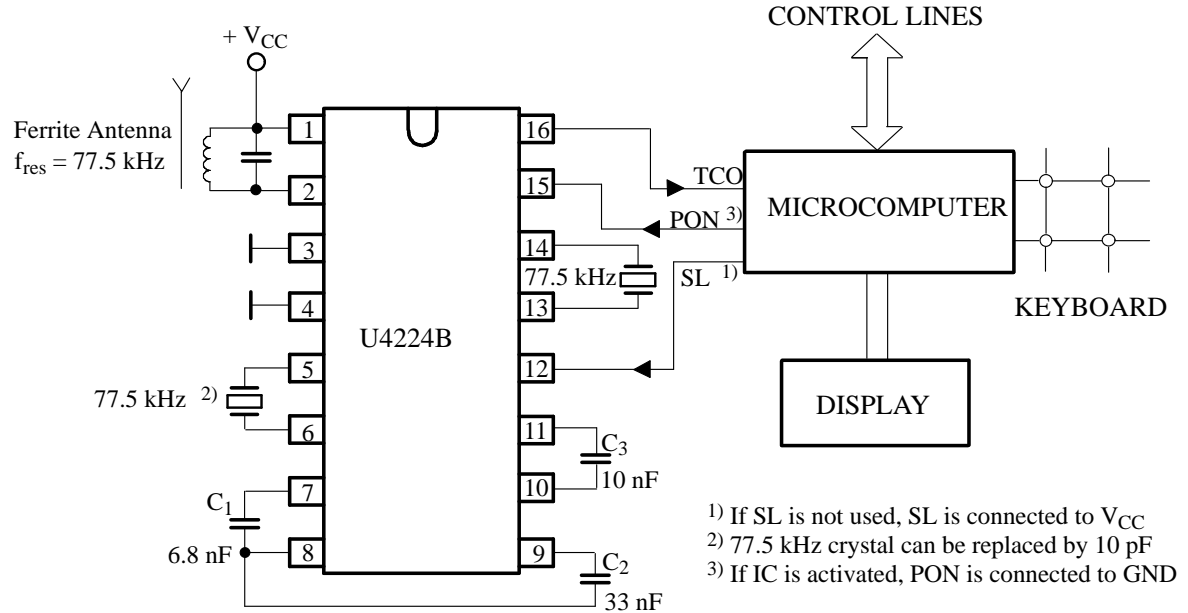 CONTROL LINES
+ VCC
Ferrite Antenna
fres = 77.5 kHz
1
2
3
4
5
6
7
8
16
15
14
13
12
11
10
9
U4224B
TCO
PON 3)
SL 1)
MICROCOMPUTER
KEYBOARD
DISPLAY
77.5 kHz
77.5 kHz 2)
C3
10 nF
C1
6.8 nF
C2
33 nF
1) If SL is not used, SL is connected to VCC
2) 77.5 kHz crystal can be replaced by 10 pF
3) If IC is activated, PON is connected to GND